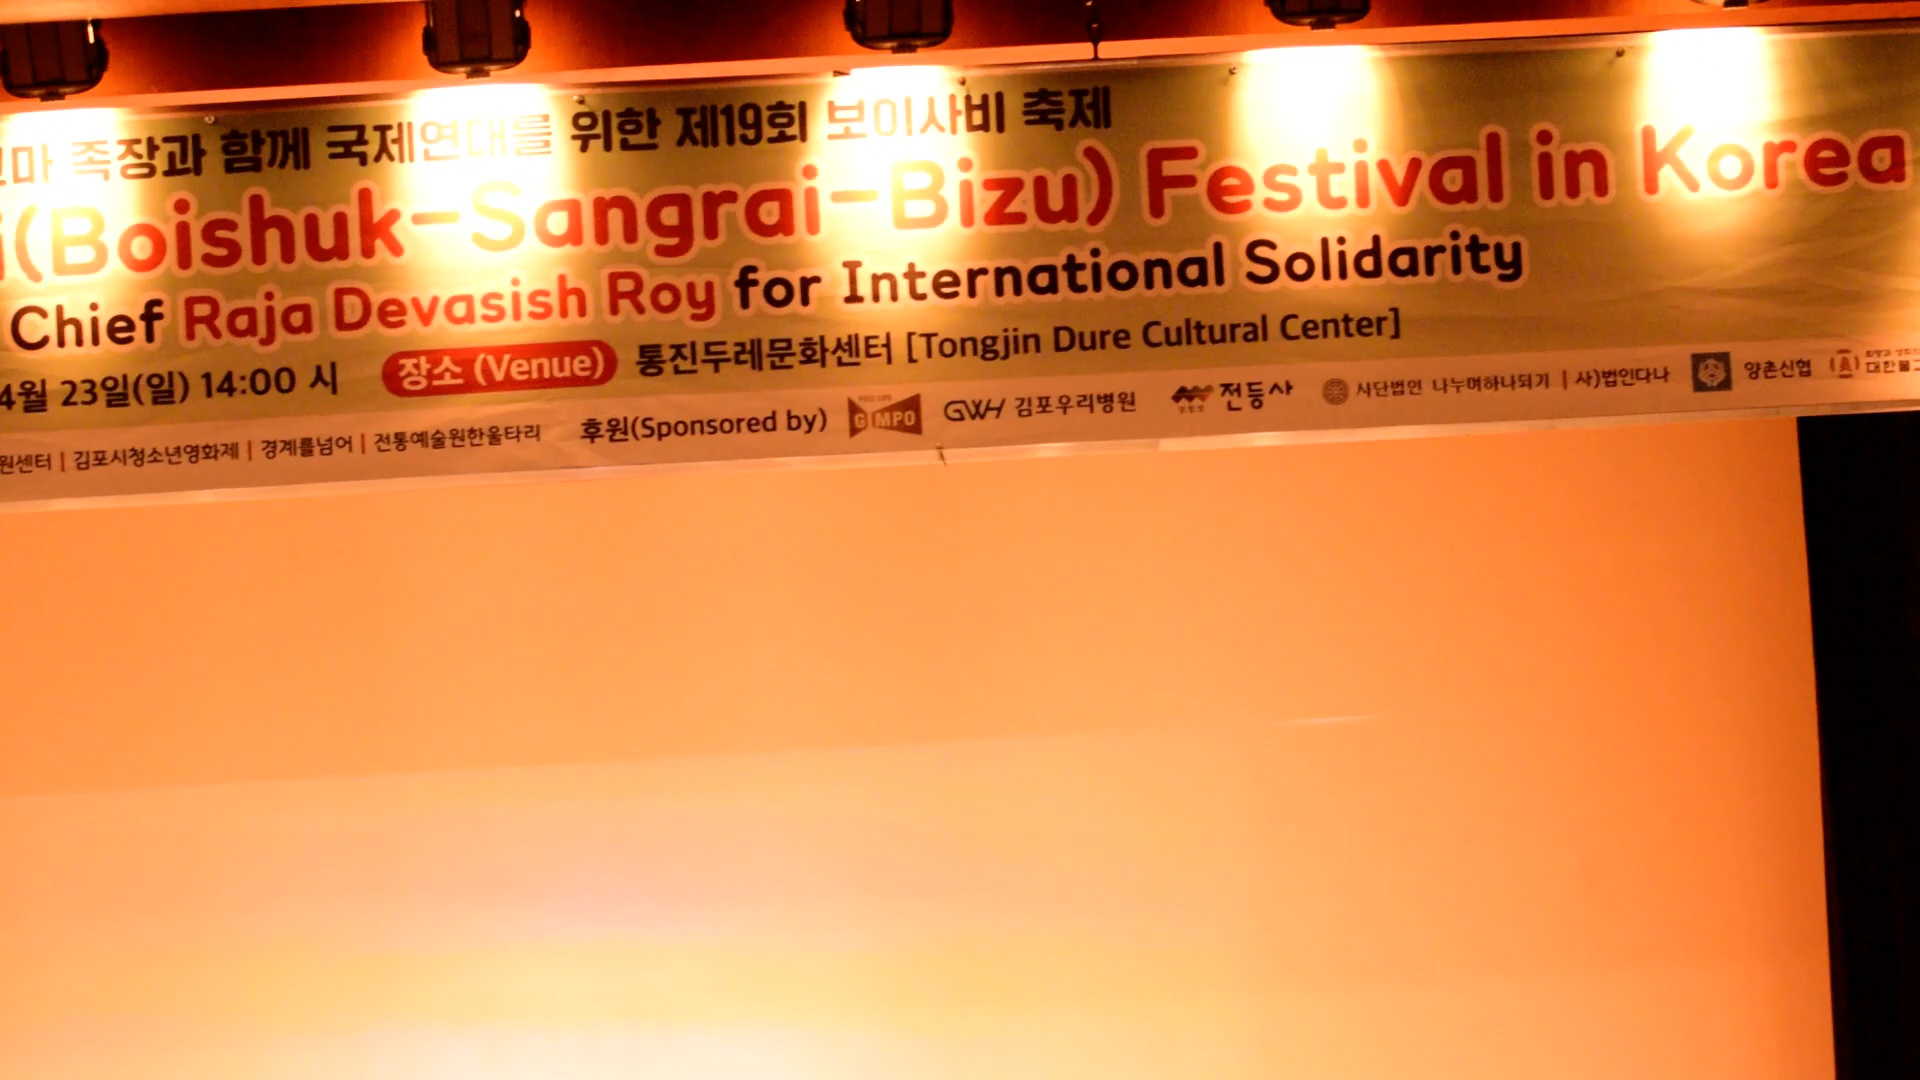 마 족장과 함께 국제연대를 위한 제19회 보이사비 축제
i(Boishuk-Sangrai-Bizu) Festival in Korea
Chief Raja Devasish Roy for International Solidarity
4월 23일(일) 14:00 시 장소 (Venue) 통진두레문화센터 [Tongjin Dure Cultural Center]
원센터 | 김포시청소년영화제 | 경계를넘어 | 전통예술원한울타리 후원(Sponsored by) GIMPO GWH 김포우리병원 전등사 사단법인 나누며하나되기 | 사)법인다나 양촌신협 대한불교